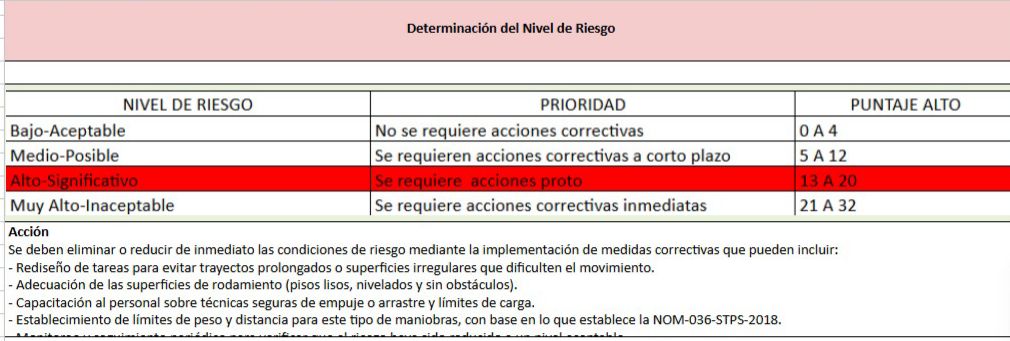 Determinación del Nivel de Riesgo
NIVEL DE RIESGO PRIORIDAD PUNTAJE ALTO
Bajo-Aceptable No se requiere acciones correctivas 0 A 4
Medio-Posible Se requieren acciones correctivas a corto plazo 5 A 12
Alto-Significativo Se requiere acciones proto 13 A 20
Muy Alto-Inaceptable Se requiere acciones correctivas inmediatas 21 A 32
Acción
Se deben eliminar o reducir de inmediato las condiciones de riesgo mediante la implementación de medidas correctivas que pueden incluir:
- Rediseño de tareas para evitar trayectos prolongados o superficies irregulares que dificulten el movimiento.
- Adecuación de las superficies de rodamiento (pisos lisos, nivelados y sin obstáculos).
- Capacitación al personal sobre técnicas seguras de empuje o arrastre y límites de carga.
- Establecimiento de límites de peso y distancia para este tipo de maniobras, con base en lo que establece la NOM-036-STPS-2018.